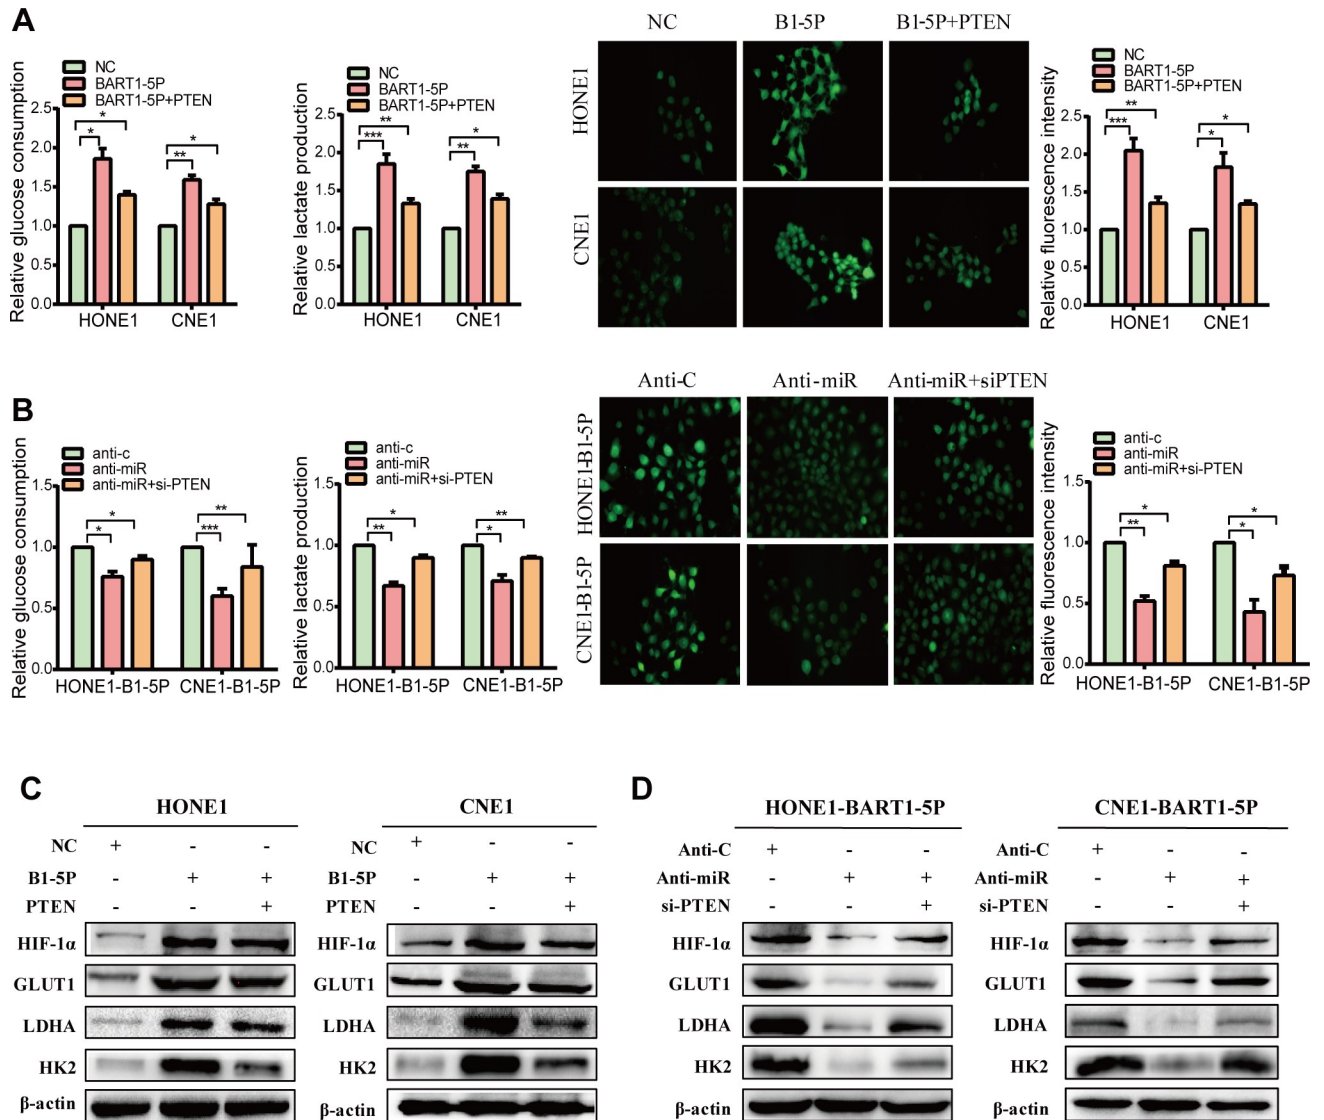 A
NC
BART1-5P
BART1-5P+PTEN
Relative glucose consumption
2.5
2.0
1.5
1.0
0.5
0.0
* * ** *
HONE1 CNE1
NC
BART1-5P
BART1-5P+PTEN
Relative lactate production
2.5
2.0
1.5
1.0
0.5
0.0
** *** * **
HONE1 CNE1
NC B1-5P B1-5P+PTEN
HONE1
CNE1
NC
BART1-5P
BART1-5P+PTEN
Relative fluorescence intensity
2.5
2.0
1.5
1.0
0.5
0.0
** *** * *
HONE1 CNE1
B
anti-c
anti-miR
anti-miR+si-PTEN
Relative glucose consumption
1.5
1.0
0.5
0.0
* * ** ***
HONE1-B1-5P CNE1-B1-5P
anti-c
anti-miR
anti-miR+si-PTEN
Relative lactate production
1.5
1.0
0.5
0.0
* ** ** *
HONE1-B1-5P CNE1-B1-5P
Anti-C Anti-miR Anti-miR+siPTEN
HONE1-B1-5P
CNE1-B1-5P
anti-c
anti-miR
anti-miR+si-PTEN
Relative fluorescence intensity
1.5
1.0
0.5
0.0
* ** * *
HONE1-B1-5P CNE1-B1-5P
C
HONE1
NC + - -
B1-5P - + +
PTEN - - +
HIF-1α
GLUT1
LDHA
HK2
β-actin
CNE1
NC + - -
B1-5P - + +
PTEN - - +
HIF-1α
GLUT1
LDHA
HK2
β-actin
D
HONE1-BART1-5P
Anti-C + - -
Anti-miR - + +
si-PTEN - - +
HIF-1α
GLUT1
LDHA
HK2
β-actin
CNE1-BART1-5P
Anti-C + - -
Anti-miR - + +
si-PTEN - - +
HIF-1α
GLUT1
LDHA
HK2
β-actin